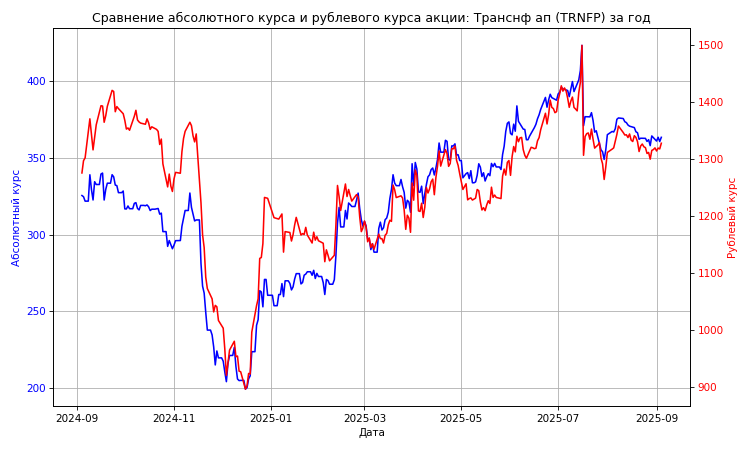 Сравнение абсолютного курса и рублевого курса акции: Транснф ап (TRNFP) за год
400
350
300
250
200
Абсолютный курс
1500
1400
1300
1200
1100
1000
900
Рублевый курс
2024-09 2024-11 2025-01 2025-03 2025-05 2025-07 2025-09
Дата